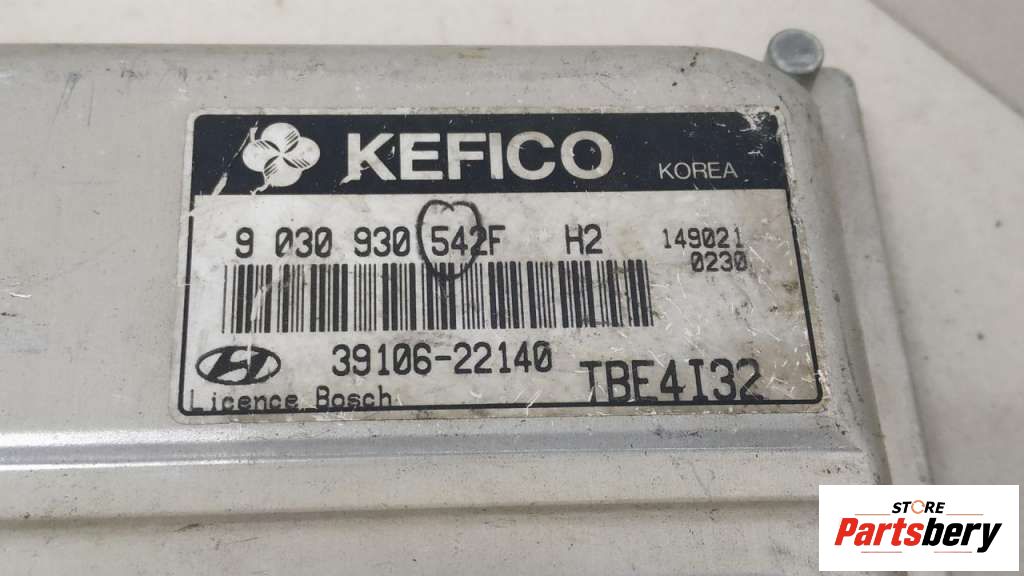 KEFICO KOREA
9 030 930 542F H2 149021
0230
39106-22140 TBE4I32
Licence Bosch
STORE
Partsbery